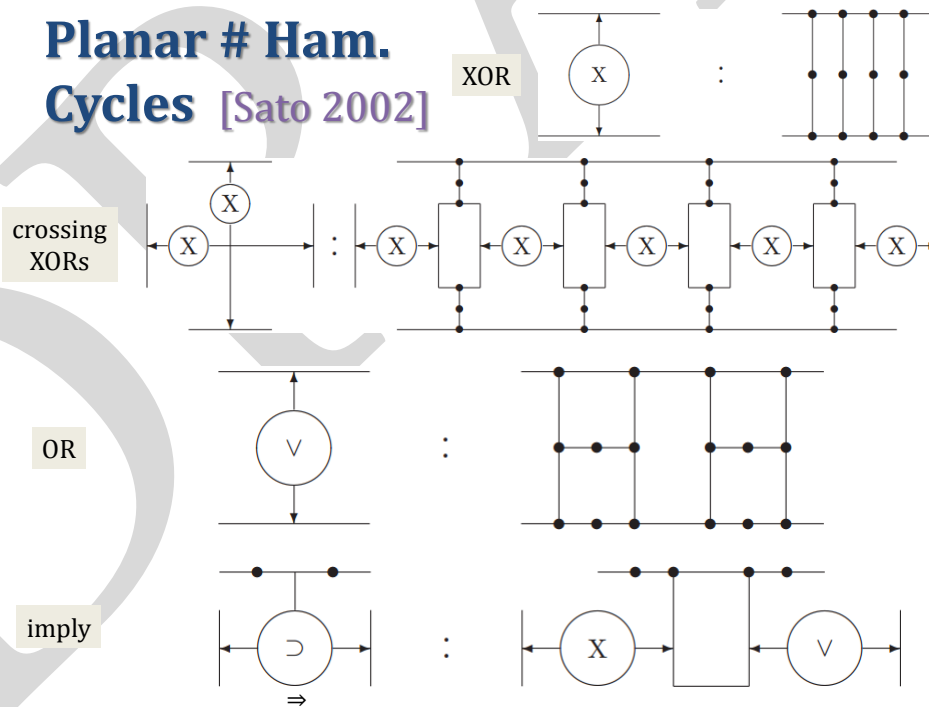 Planar # Ham.
Cycles [Sato 2002]
XOR
X
:
crossing
XORs
X
X
:
X
X
X
X
X
OR
∨
:
imply
⊃
⇒
:
X
∨